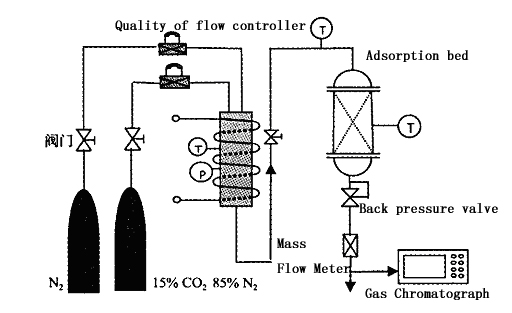 Quality of flow controller
T
Adsorption bed
T
阀门
T
P
Back pressure valve
Mass
Flow Meter
N₂
15% CO₂ 85% N₂
Gas Chromatograph